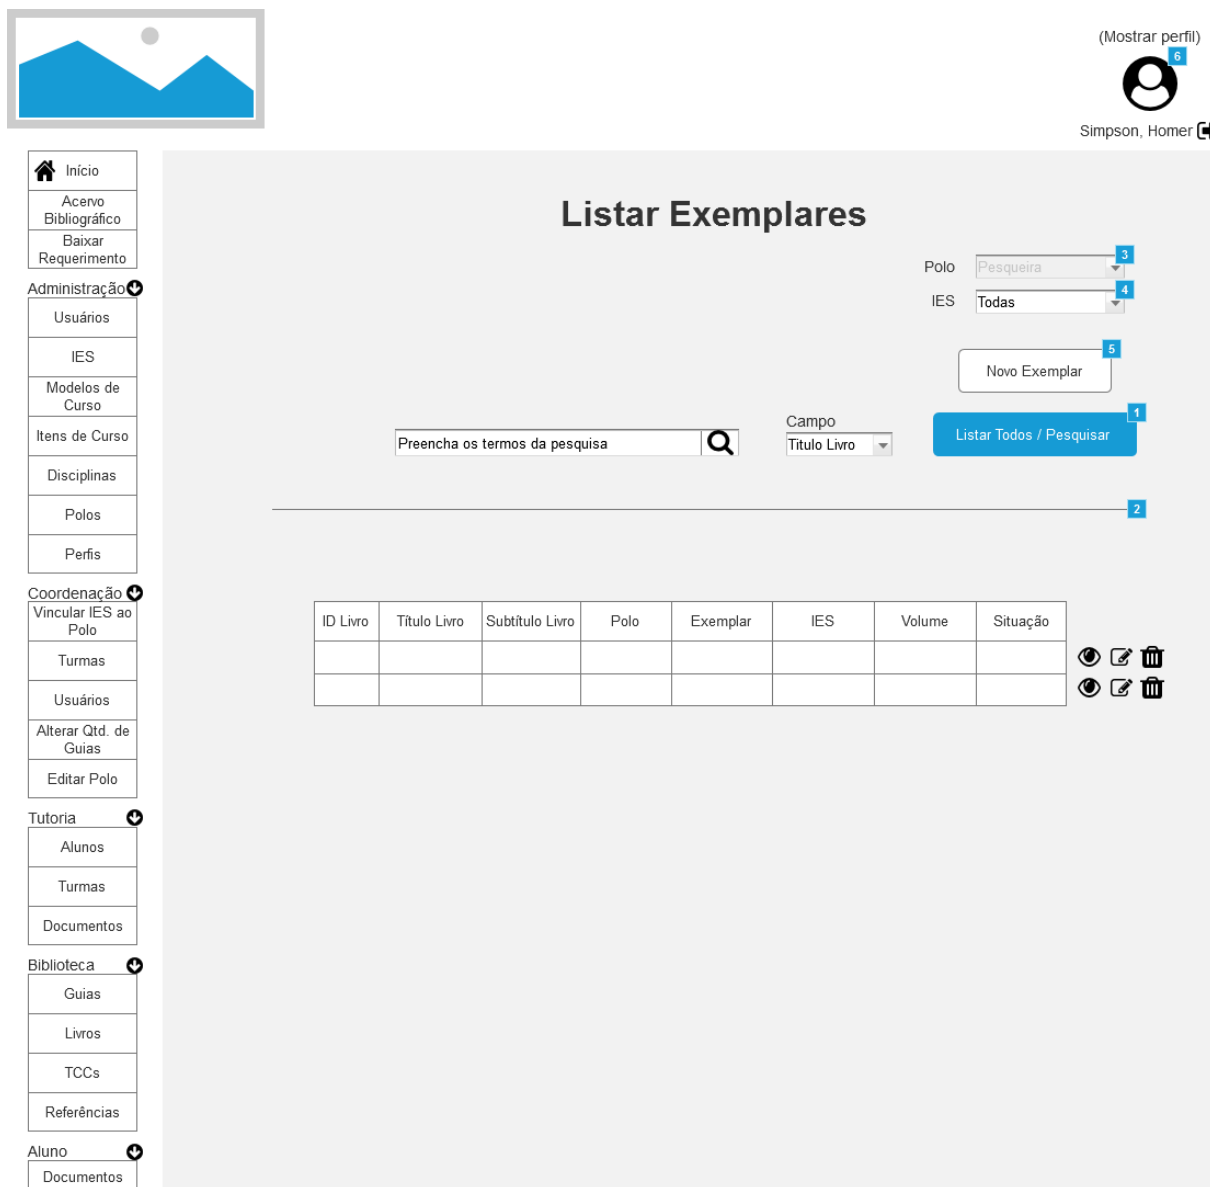 (Mostrar perfil)
6
Simpson, Homer
Início
Acervo
Bibliográfico
Baixar
Requerimento
Administração
Usuários
IES
Modelos de
Curso
Itens de Curso
Disciplinas
Polos
Perfis
Coordenação
Vincular IES ao
Polo
Turmas
Usuários
Alterar Qtd. de
Guias
Editar Polo
Tutoria
Alunos
Turmas
Documentos
Biblioteca
Guias
Livros
TCCs
Referências
Aluno
Documentos
Listar Exemplares
Polo Pesqueira 3
IES Todas 4
Novo Exemplar 5
Preencha os termos da pesquisa
Campo
Titulo Livro
Listar Todos / Pesquisar 1
2
ID Livro Título Livro Subtítulo Livro Polo Exemplar IES Volume Situação